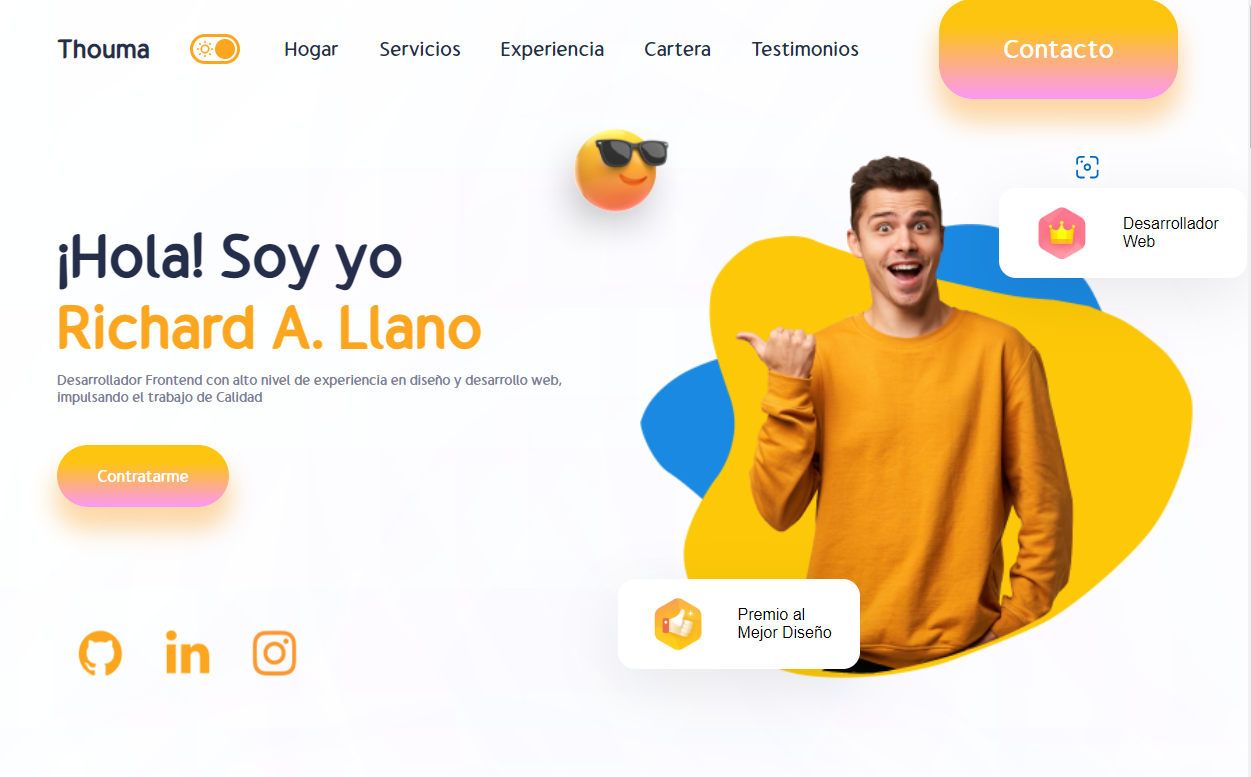 Thouma
Hogar
Servicios
Experiencia
Cartera
Testimonios
Contacto
Desarrollador
Web
¡Hola! Soy yo
Richard A. Llano
Desarrollador Frontend con alto nivel de experiencia en diseño y desarrollo web,
impulsando el trabajo de Calidad
Contratarme
Premio al
Mejor Diseño